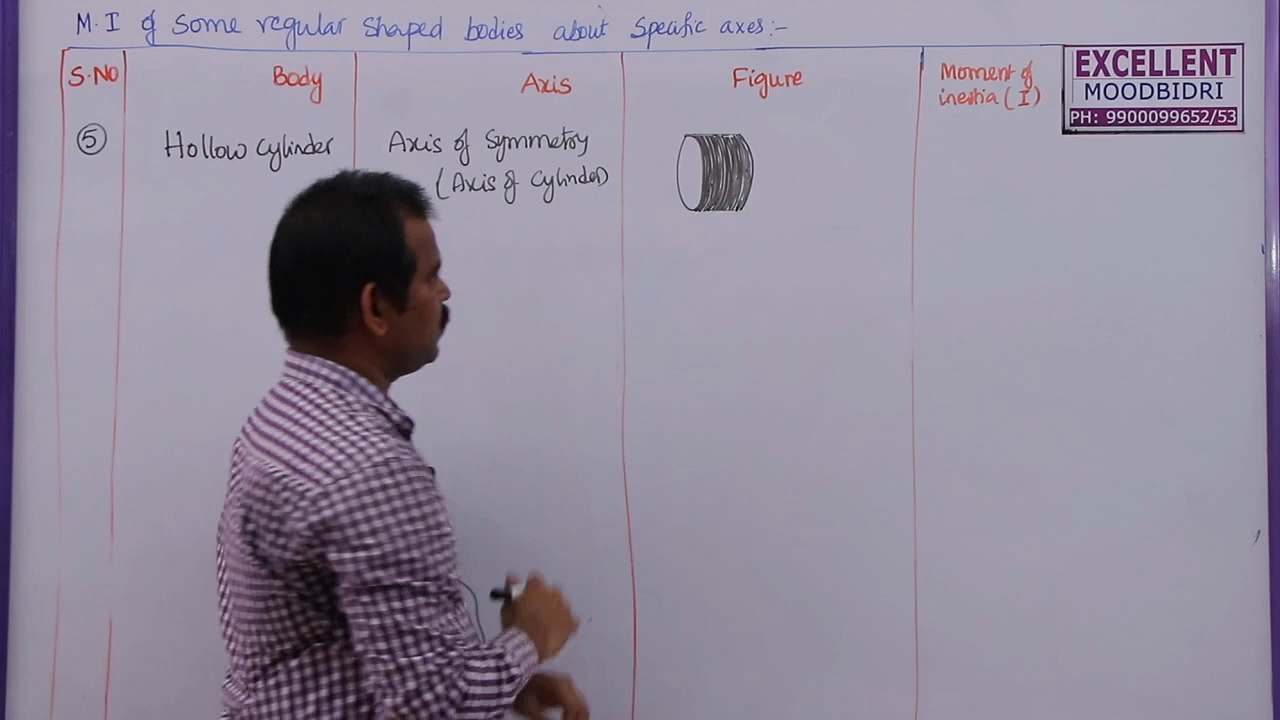 M.I of Some regular shaped bodies about Specific axes:-
S.No Body Axis Figure Moment of inertia (I)
EXCELLENT
MOODBIDRI
PH: 9900099652/53
5 Hollow cylinder Axis of Symmetry
(Axis of cylinder)